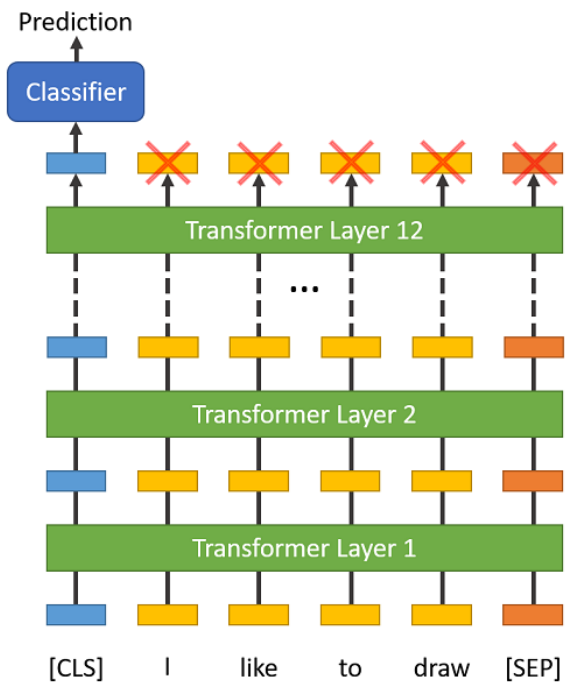 Prediction
Classifier
Transformer Layer 12
...
Transformer Layer 2
Transformer Layer 1
[CLS] I like to draw [SEP]